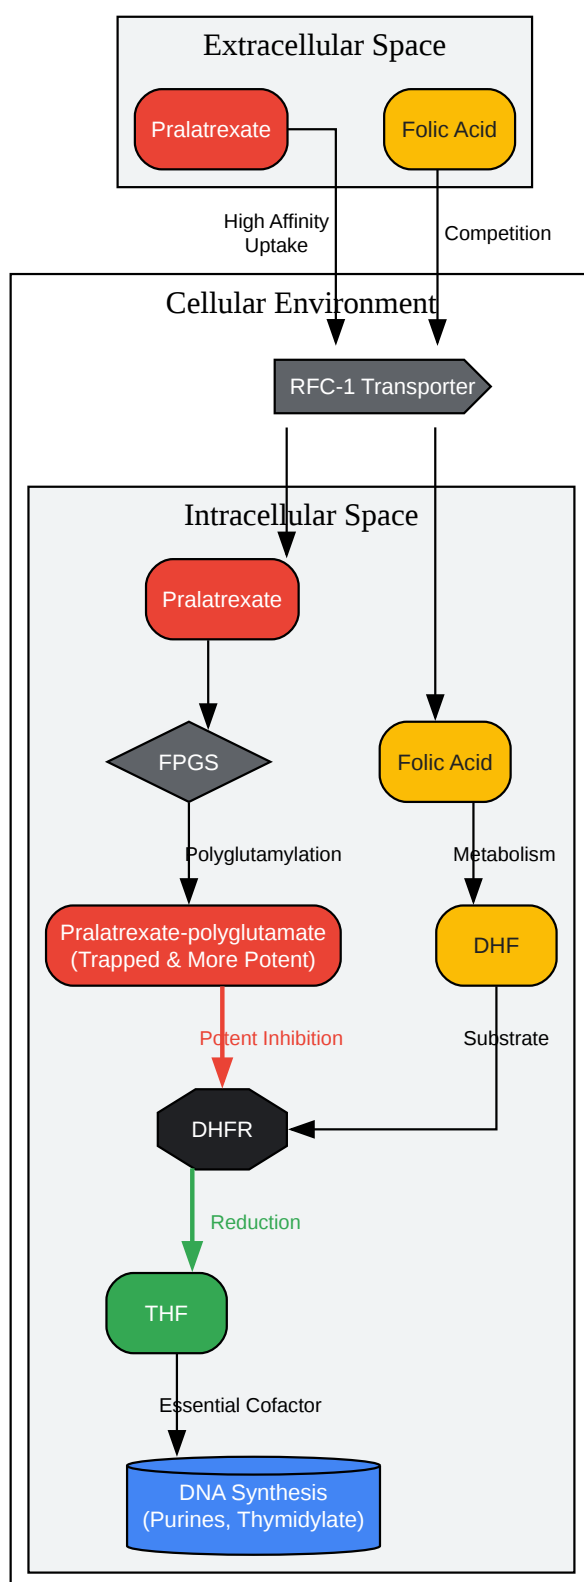 Extracellular Space
Pralatrexate
Folic Acid
High Affinity
Uptake
Competition
Cellular Environment
RFC-1 Transporter
Intracellular Space
Pralatrexate
FPGS
Folic Acid
Polyglutamylation
Metabolism
Pralatrexate-polyglutamate
(Trapped & More Potent)
DHF
Potent Inhibition
Substrate
DHFR
Reduction
THF
Essential Cofactor
DNA Synthesis
(Purines, Thymidylate)